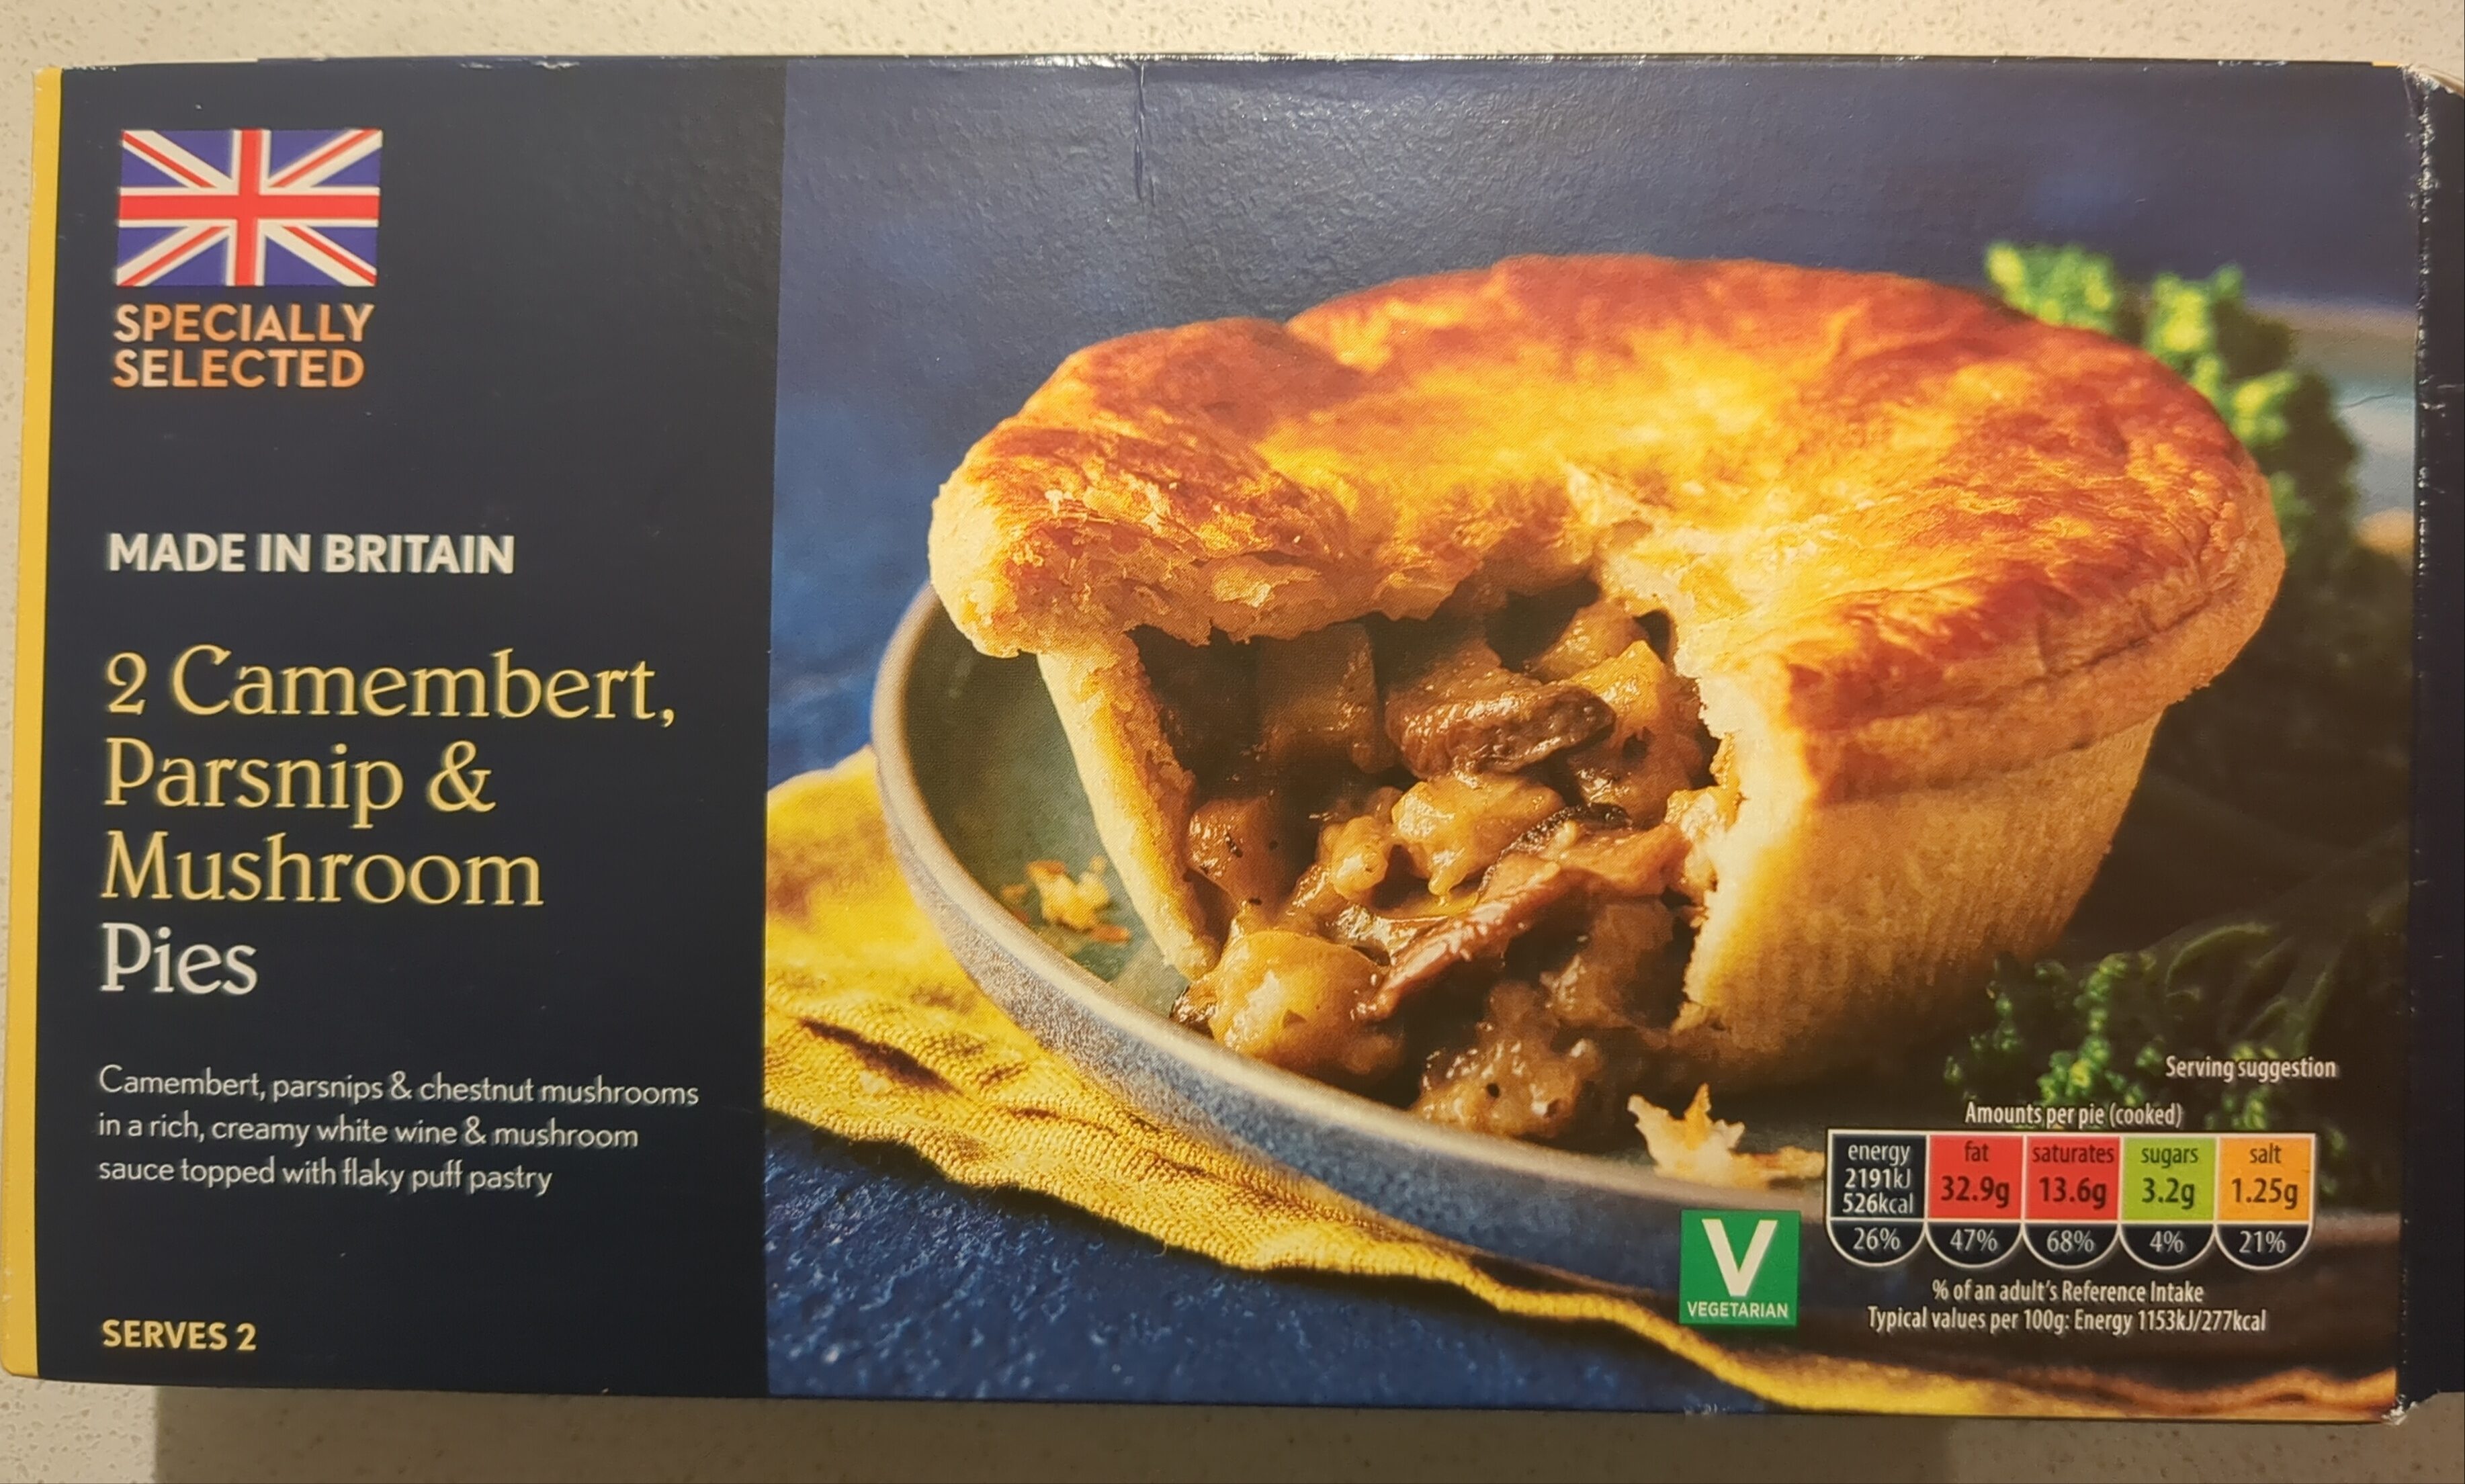 SPECIALLY
SELECTED
MADE IN BRITAIN
2 Camembert,
Parsnip &
Mushroom
Pies
Camembert, parsnips & chestnut mushrooms
in a rich, creamy white wine & mushroom
sauce topped with flaky puff pastry
SERVES 2
Serving suggestion
Amounts per pie (cooked)
energy fat saturates sugars salt
2191kJ 32.9g 13.6g 3.2g 1.25g
526kcal
26% 47% 68% 4% 21%
% of an adult's Reference Intake
Typical values per 100g: Energy 1153kJ/277kcal
V
VEGETARIAN